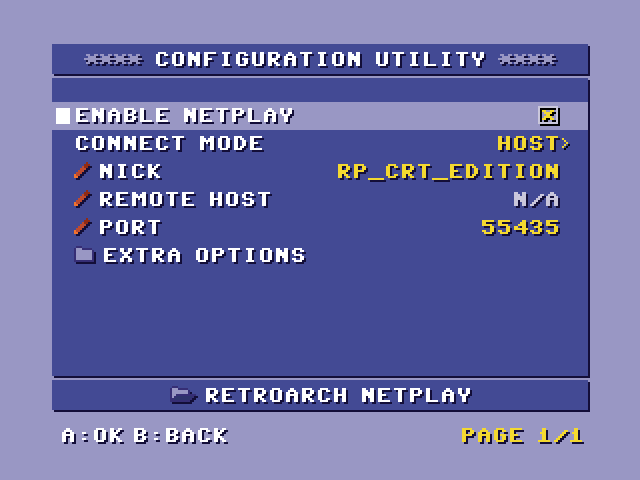 **** CONFIGURATION UTILITY ****
ENABLE NETPLAY
CONNECT MODE HOST>
NICK RP_CRT_EDITION
REMOTE HOST N/A
PORT 55435
EXTRA OPTIONS
RETROARCH NETPLAY
A:OK B:BACK PAGE 1/1